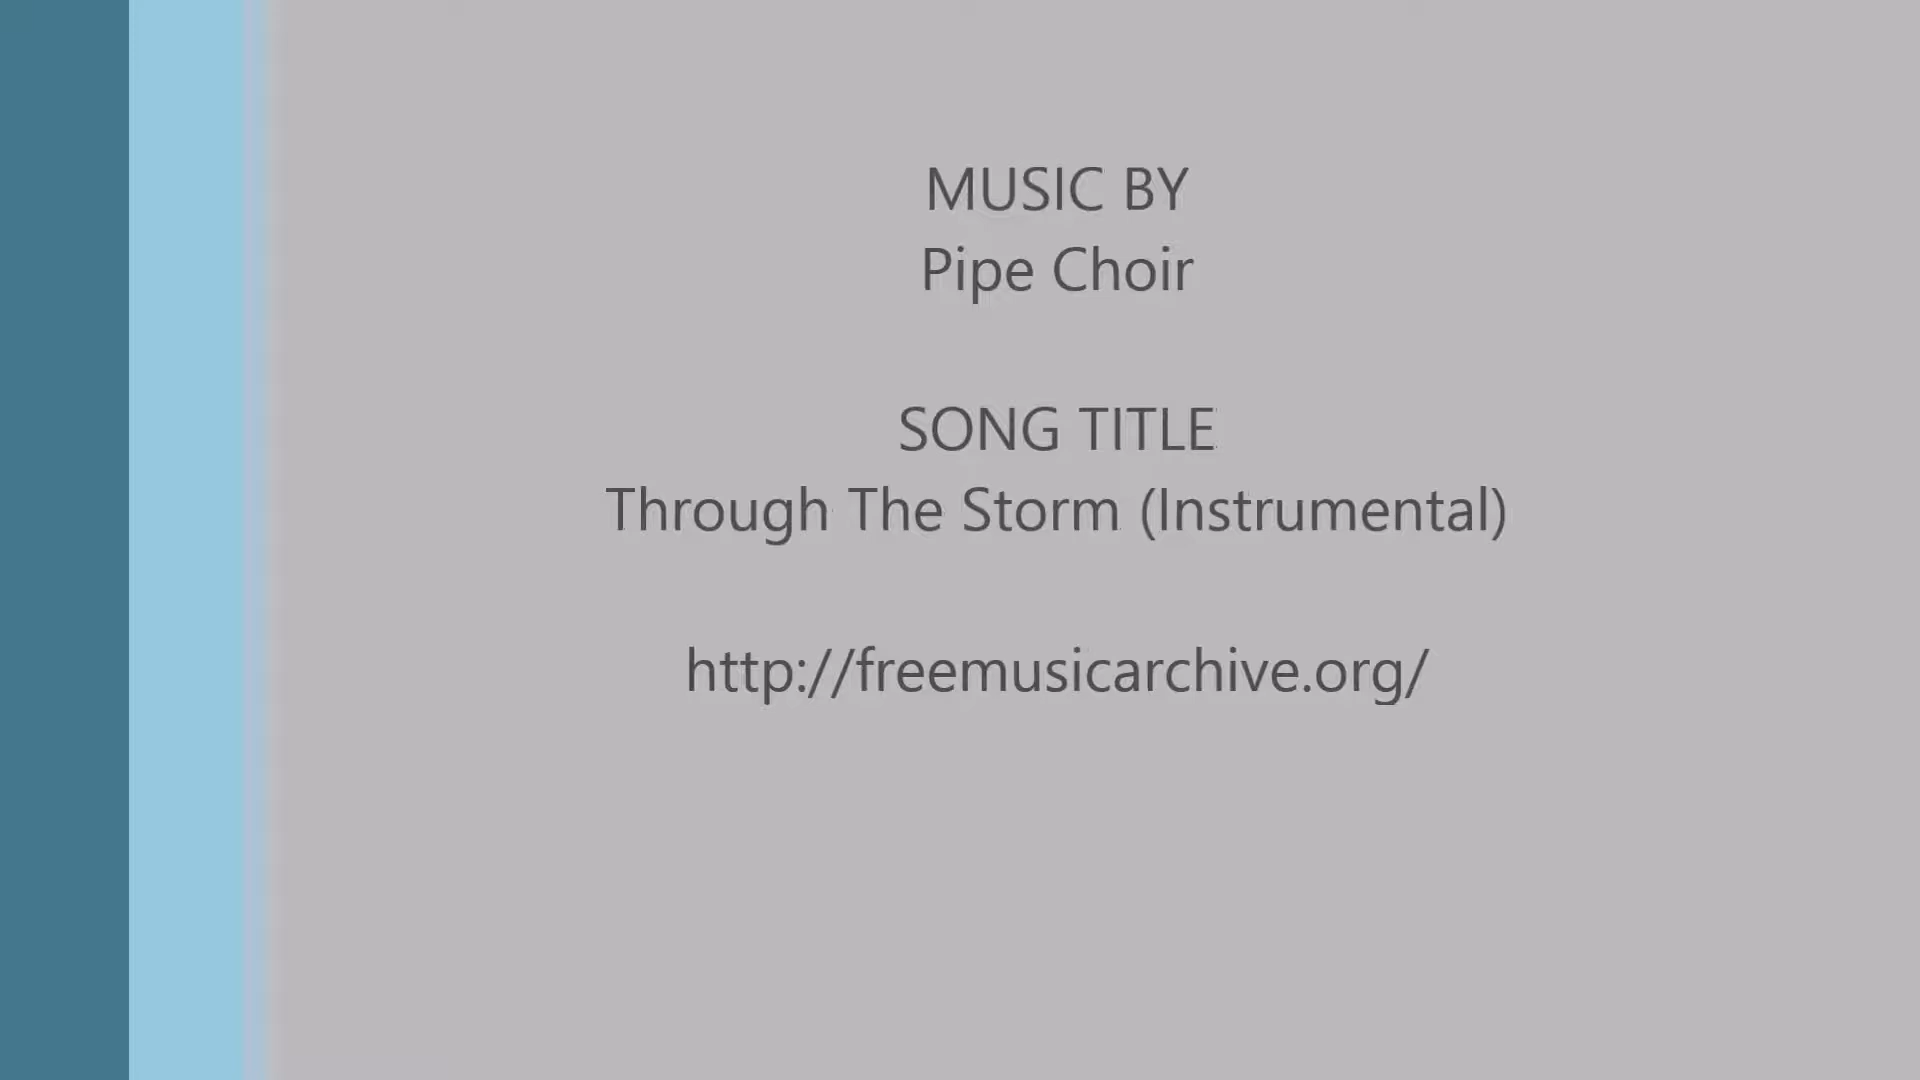 MUSIC BY
Pipe Choir
SONG TITLE
Through The Storm (Instrumental)
http://freemusicarchive.org/